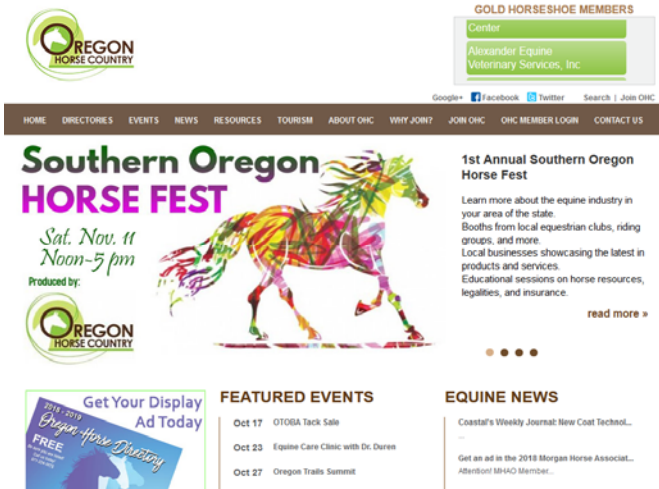 OREGON
HORSE COUNTRY
GOLD HORSESHOE MEMBERS
Center
Alexander Equine
Veterinary Services, Inc
Google+ Facebook Twitter Search | Join OHC
HOME DIRECTORIES EVENTS NEWS RESOURCES TOURISM ABOUT OHC WHY JOIN? JOIN OHC OHC MEMBER LOGIN CONTACT US
Southern Oregon
HORSE FEST
Sat. Nov. 11
Noon-5 pm
Produced by:
OREGON
HORSE COUNTRY
1st Annual Southern Oregon
Horse Fest
Learn more about the equine industry in
your area of the state.
Booths from local equestrian clubs, riding
groups, and more.
Local businesses showcasing the latest in
products and services.
Educational sessions on horse resources,
legalities, and insurance.
read more »
Get Your Display
Ad Today
2018 - 2019
Oregon Horse Directory
FREE
FEATURED EVENTS
Oct 17 OTOBA Tack Sale
Oct 23 Equine Care Clinic with Dr. Duren
Oct 27 Oregon Trails Summit
EQUINE NEWS
Coastal's Weekly Journal: New Coat Technol...
...
Get an ad in the 2018 Morgan Horse Associat...
Attention! MHAO Member...